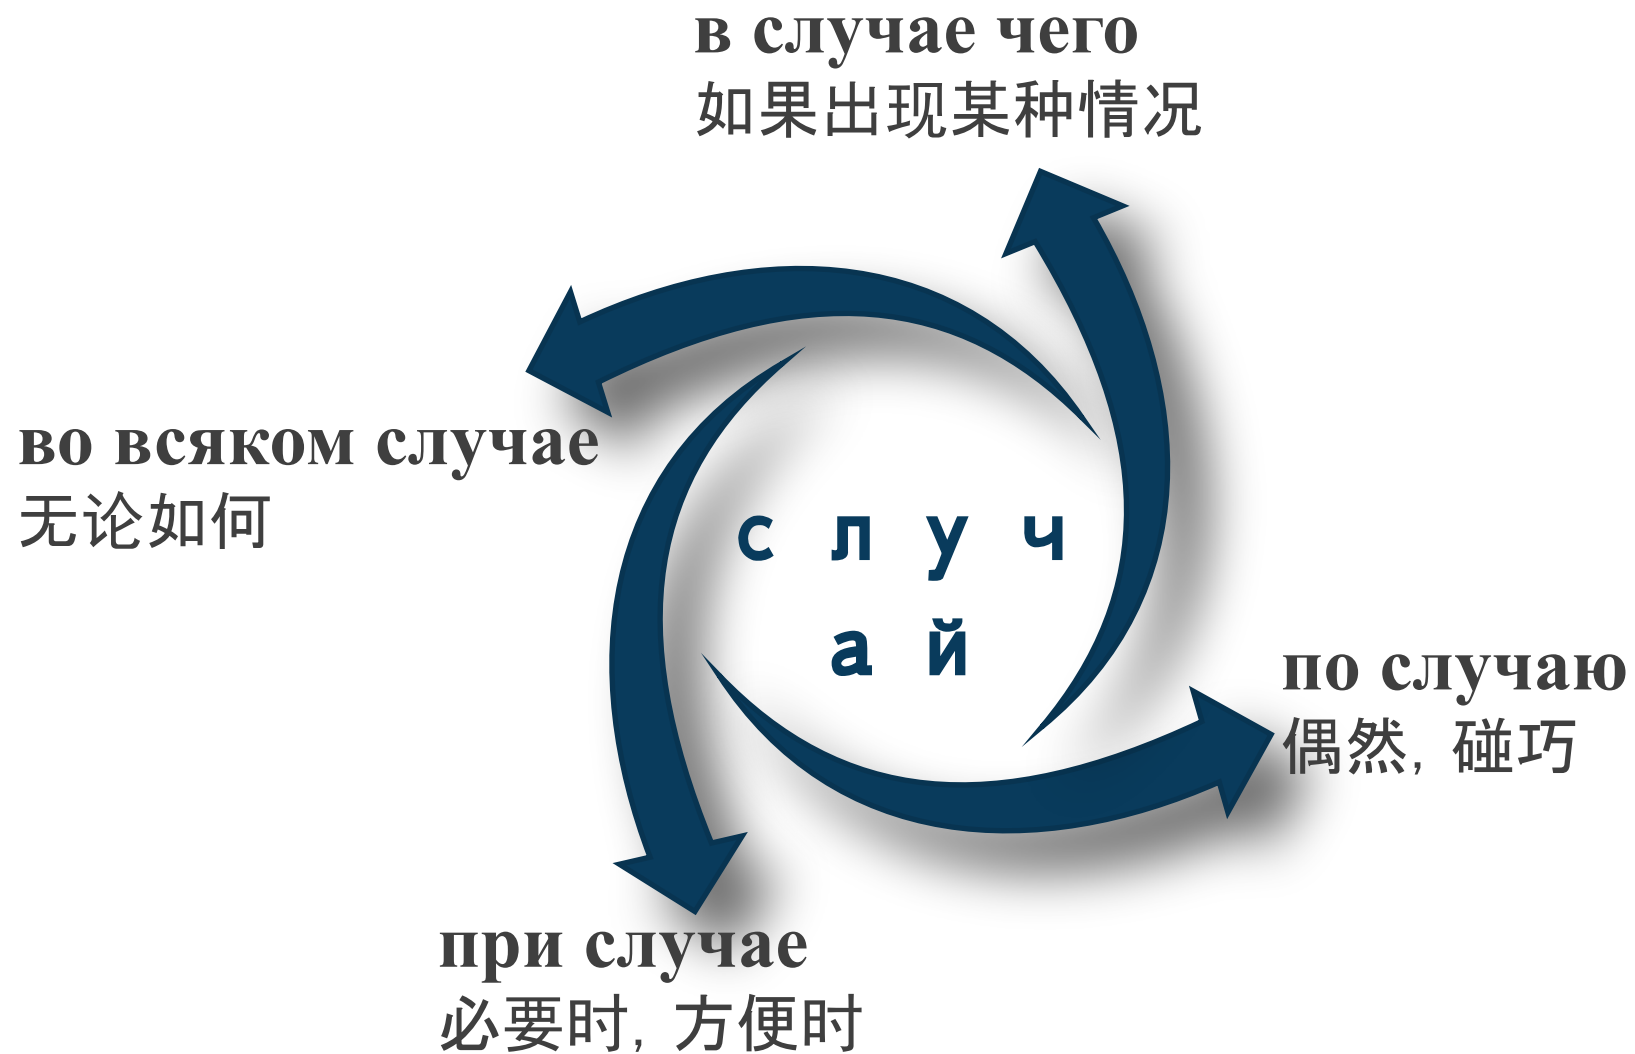 в случае чего
如果出现某种情况
во всяком случае
无论如何
с л у ч
а й
по случаю
偶然, 碰巧
при случае
必要时, 方便时